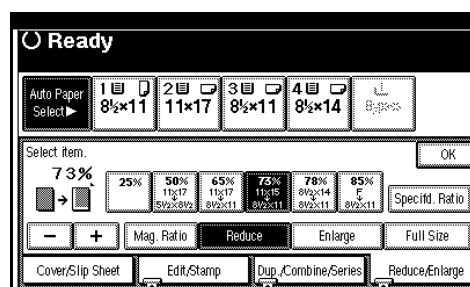 Ready
Auto Paper
Select▶
1
8½×11
2
11×17
3
8½×11
4
8½×14
Select item.
OK
73%
25%
50%
11×17
↓
5½×8½
65%
11×17
↓
8½×11
73%
11×15
↓
8½×11
78%
8½×14
↓
8½×11
85%
F
↓
8½×11
Specifd. Ratio
−
+
Mag. Ratio
Reduce
Enlarge
Full Size
Cover/Slip Sheet
Edit/Stamp
Dup./Combine/Series
Reduce/Enlarge